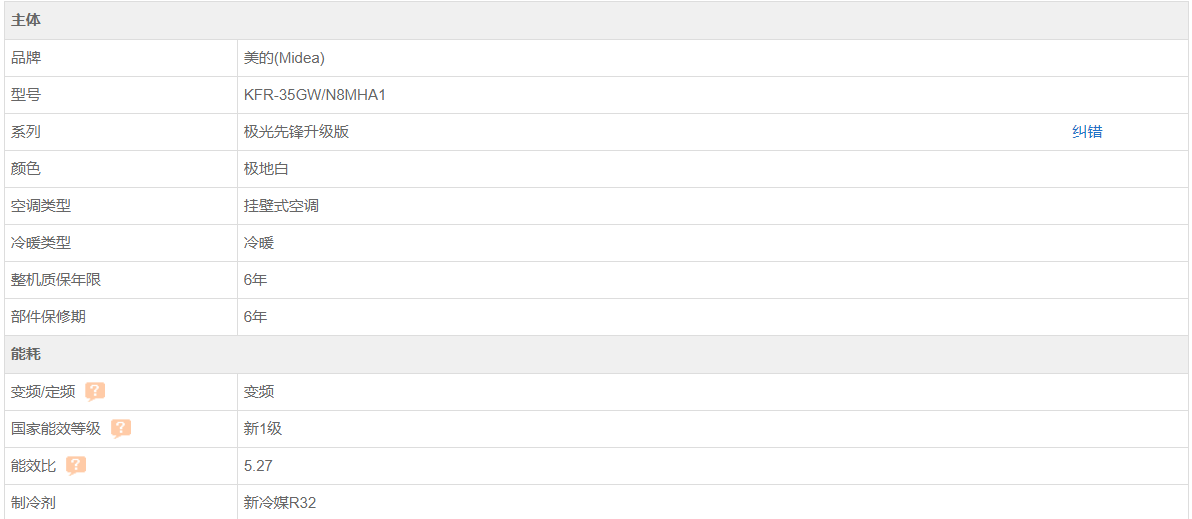 主体
品牌 美的(Midea)
型号 KFR-35GW/N8MHA1
系列 极光先锋升级版 纠错
颜色 极地白
空调类型 挂壁式空调
冷暖类型 冷暖
整机质保年限 6年
部件保修期 6年
能耗
变频/定频 ? 变频
国家能效等级 ? 新1级
能效比 ? 5.27
制冷剂 新冷媒R32